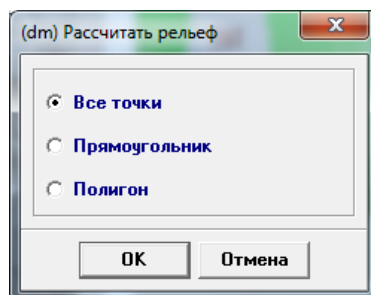 (dm) Рассчитать рельеф
Все точки
Прямоугольник
Полигон
OK
Отмена